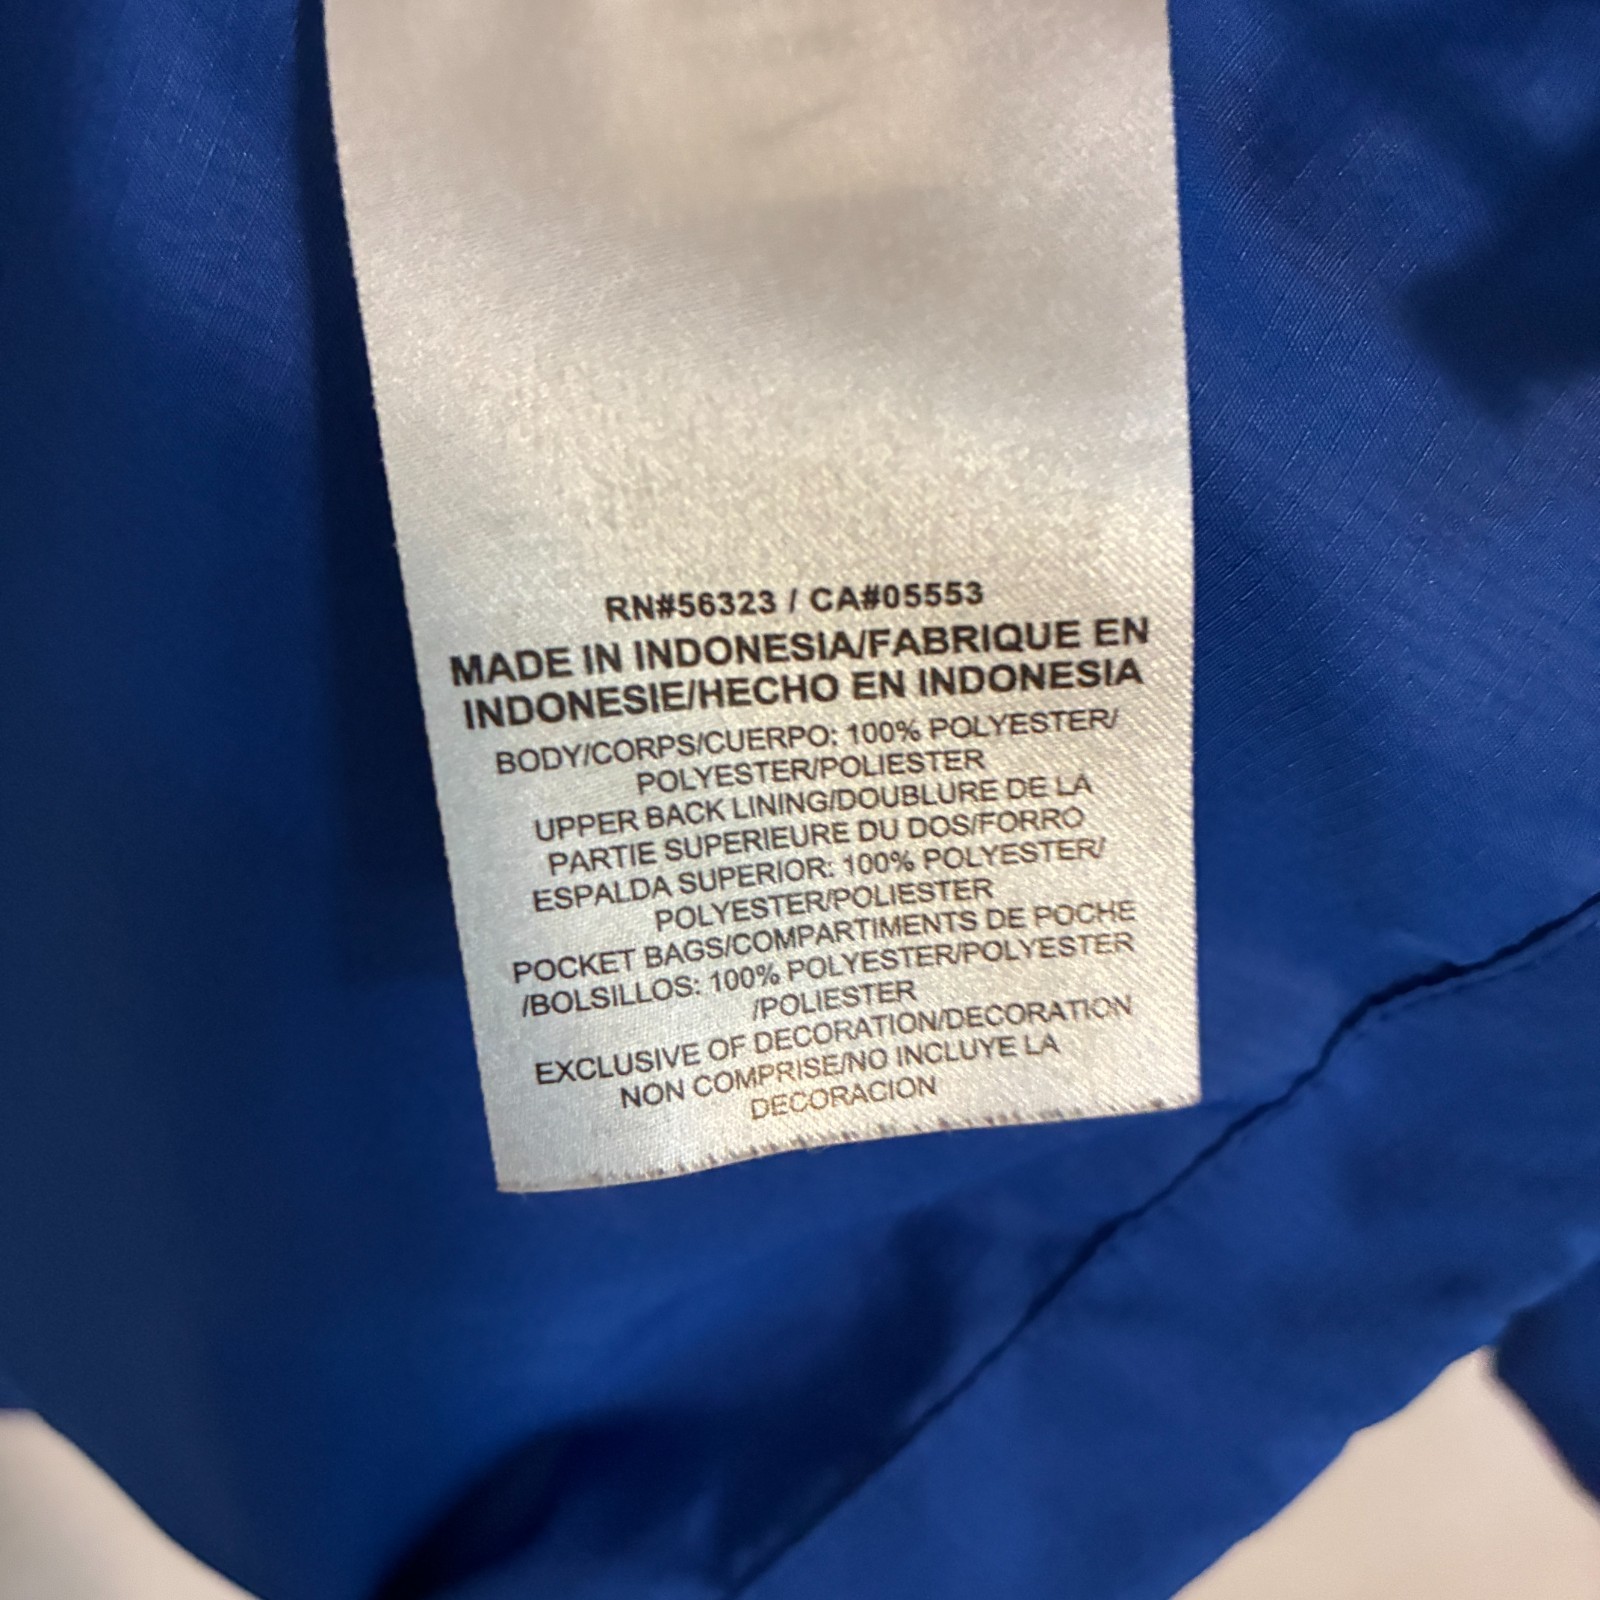 RN#56323 / CA#05553
MADE IN INDONESIA/FABRIQUE EN
INDONESIE/HECHO EN INDONESIA
BODY/CORPS/CUERPO: 100% POLYESTER/
POLYESTER/POLIESTER
UPPER BACK LINING/DOUBLURE DE LA
PARTIE SUPERIEURE DU DOS/FORRO
ESPALDA SUPERIOR: 100% POLYESTER/
POLYESTER/POLIESTER
POCKET BAGS/COMPARTIMENTS DE POCHE
/BOLSILLOS: 100% POLYESTER/POLYESTER
/POLIESTER
EXCLUSIVE OF DECORATION/DECORATION
NON COMPRISE/NO INCLUYE LA
DECORACION